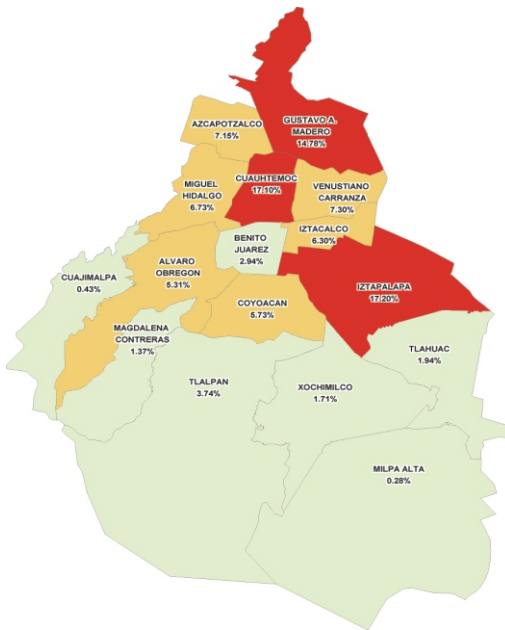 GUSTAVO A.
MADERO
14.78%
AZCAPOTZALCO
7.15%
CUAUHTEMOC
17.10%
MIGUEL
HIDALGO
6.73%
VENUSTIANO
CARRANZA
7.30%
IZTACALCO
6.30%
BENITO
JUAREZ
2.94%
CUAJIMALPA
0.43%
ALVARO
OBREGON
5.31%
IZTAPALAPA
17.20%
COYOACAN
5.73%
MAGDALENA
CONTRERAS
1.37%
TLAHUAC
1.94%
TLALPAN
3.74%
XOCHIMILCO
1.71%
MILPA ALTA
0.28%